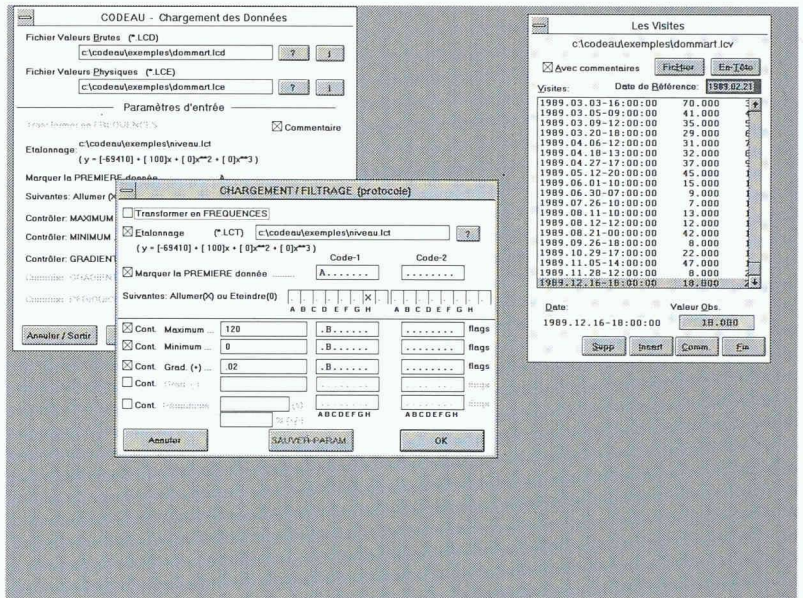 CODEAU - Chargement des Données
Fichier Valeurs Brutes (*.LCD)
c:\codeau\exemples\dommart.lcd ? i
Fichier Valeurs Physiques (*.LCE)
c:\codeau\exemples\dommart.lce ? i
Paramètres d'entrée
Transformer en FREQUENCES
Commentaire
c:\codeau\exemples\niveau.lct
Etalonnage:
( y = [-69410] + [ 100]x + [ 0]x**2 + [ 0]x**3 )
Marquer la PREMIERE donnée A
Suivantes: Allumer (X)
Contrôler: MAXIMUM
Contrôler: MINIMUM
Contrôler: GRADIENT
Annuler / Sortir
CHARGEMENT / FILTRAGE (protocole)
Transformer en FREQUENCES
Etalonnage (*.LCT) c:\codeau\exemples\niveau.lct ?
( y = [-69410] + [ 100]x + [ 0]x**2 + [ 0]x**3 )
Code-1 Code-2
Marquer la PREMIERE donnée ........ A....... ........
Suivantes: Allumer(X) ou Eteindre(0) X
A B C D E F G H A B C D E F G H
Cont. Maximum ... 120 .B...... ........ flags
Cont. Minimum ... 0 .B...... ........ flags
Cont. Grad. (+) ... .02 .B...... ........ flags
Cont.
Cont.
ABCDEFGH ABCDEFGH
Annuler SAUVER-PARAM OK
Les Visites
c:\codeau\exemples\dommart.lcv
Avec commentaires Fichier En-Tête
Visites: Date de Référence: 1989.02.21
1989.03.03-16:00:00 70.000
1989.03.05-09:00:00 41.000
1989.03.09-12:00:00 35.000
1989.03.20-18:00:00 29.000
1989.04.06-12:00:00 31.000
1989.04.18-13:00:00 32.000
1989.04.27-17:00:00 37.000
1989.05.12-20:00:00 45.000
1989.06.01-10:00:00 15.000
1989.06.30-07:00:00 9.000
1989.07.26-10:00:00 7.000
1989.08.11-10:00:00 13.000
1989.08.12-12:00:00 12.000
1989.08.21-00:00:00 42.000
1989.09.26-18:00:00 8.000
1989.10.29-17:00:00 22.000
1989.11.05-14:00:00 47.000
1989.11.28-12:00:00 8.000
1989.12.16-18:00:00 18.000
Date: Valeur Obs.
1989.12.16-18:00:00 18.000
Supp Insert Comm. Fin